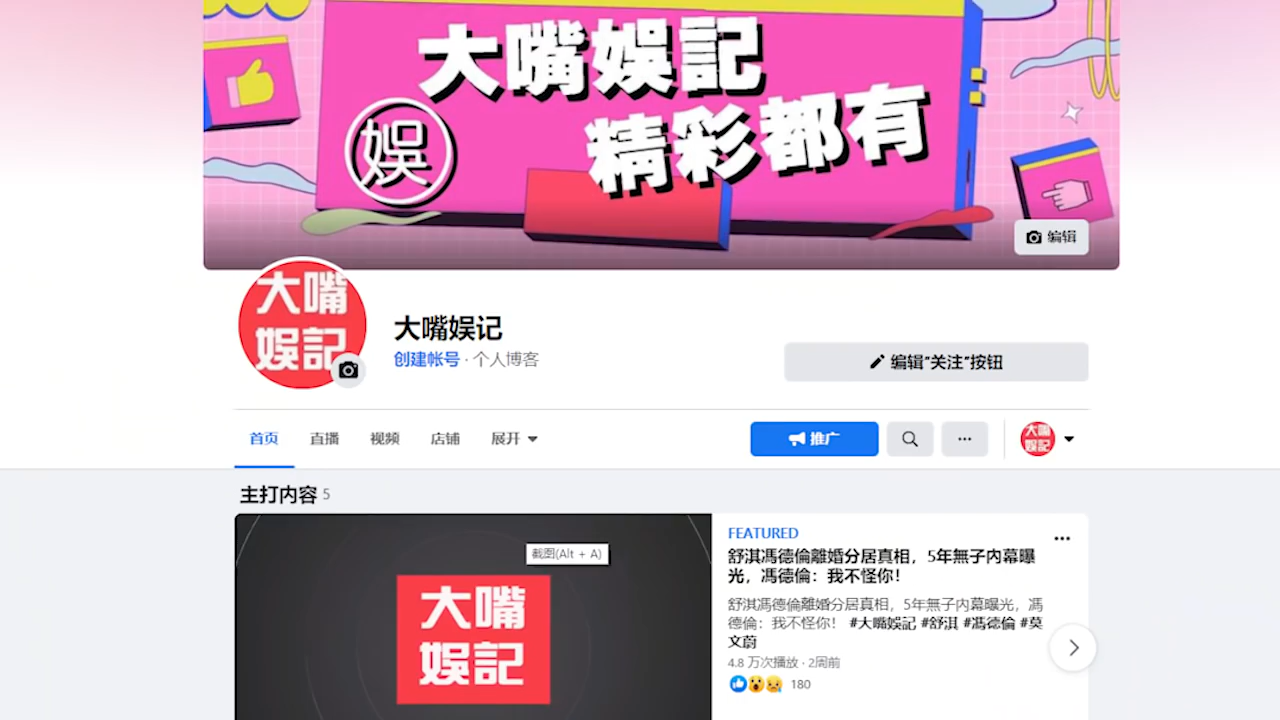 大嘴娛記
精彩都有
娛
编辑
大嘴
娛記
大嘴娱记
创建帐号 · 个人博客
编辑“关注”按钮
首页
直播
视频
店铺
展开
推广
大嘴
娛記
主打内容 5
截图(Alt + A)
大嘴
娛記
FEATURED
舒淇馮德倫離婚分居真相，5年無子內幕曝
光，馮德倫：我不怪你！
舒淇馮德倫離婚分居真相，5年無子內幕曝光，馮
德倫：我不怪你！ #大嘴娛記 #舒淇 #馮德倫 #莫
文蔚
4.8 万次播放 · 2周前
180